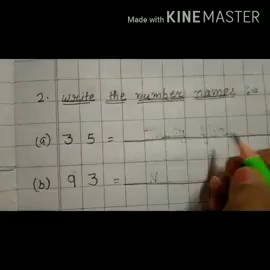 Made with KINEMASTER
2. Write the number names :-
(a) 3 5 =
(b) 9 3 = N